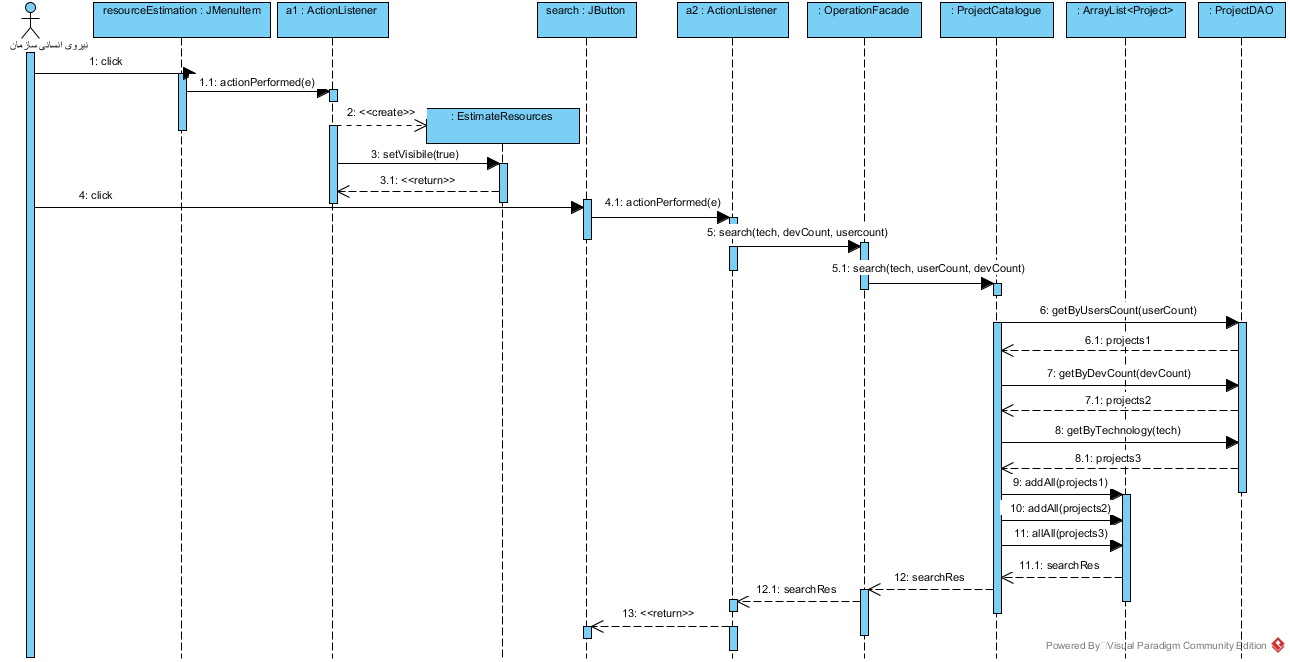 resourceEstimation : JMenuItem
a1 : ActionListener
search : JButton
a2 : ActionListener
: OperationFacade
: ProjectCatalogue
: ArrayList<Project>
: ProjectDAO
نیروی انسانی سازمان
1: click
1.1: actionPerformed(e)
2: <<create>>
: EstimateResources
3: setVisibile(true)
3.1: <<return>>
4: click
4.1: actionPerformed(e)
5: search(tech, devCount, usercount)
5.1: search(tech, userCount, devCount)
6: getByUsersCount(userCount)
6.1: projects1
7: getByDevCount(devCount)
7.1: projects2
8: getByTechnology(tech)
8.1: projects3
9: addAll(projects1)
10: addAll(projects2)
11: allAll(projects3)
11.1: searchRes
12: searchRes
12.1: searchRes
13: <<return>>
Powered By Visual Paradigm Community Edition